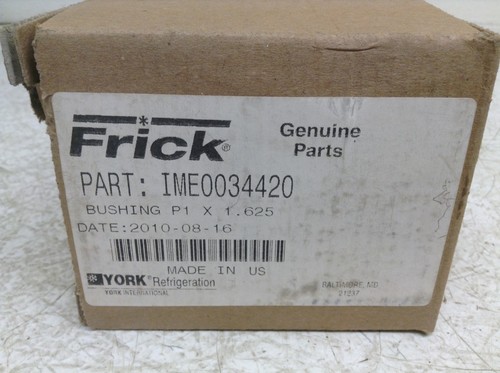 Frick®
Genuine
Parts
PART: IME0034420
BUSHING P1 X 1.625
DATE:2010-08-16
MADE IN US
YORK® Refrigeration
YORK INTERNATIONAL
BALTIMORE, MD
21237